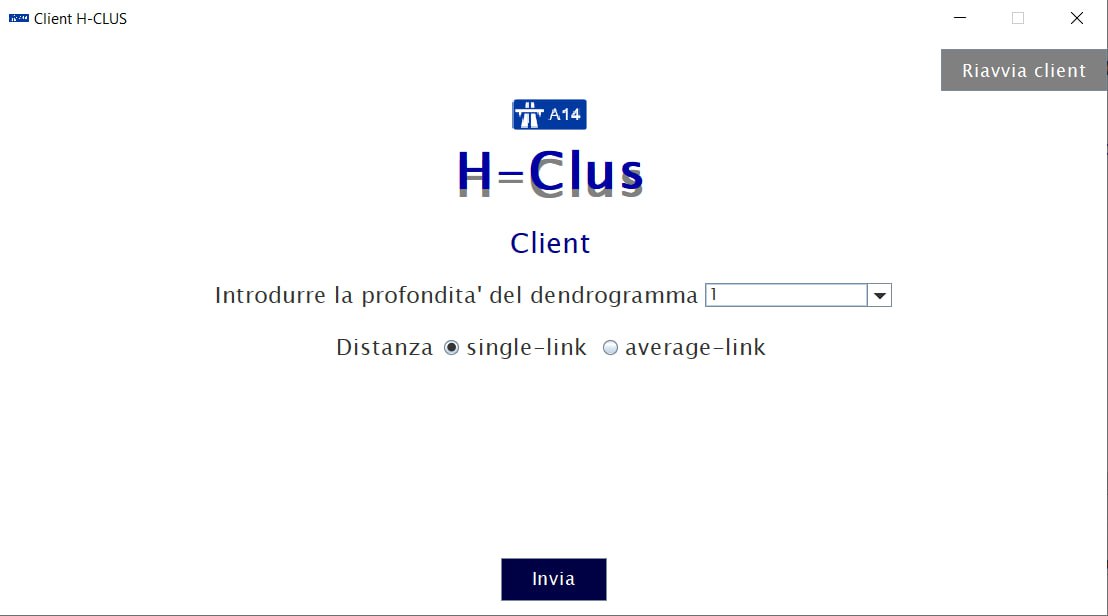 Client H-CLUS
Riavvia client
A14
H-Clus
Client
Introdurre la profondita' del dendrogramma 1
Distanza single-link average-link
Invia